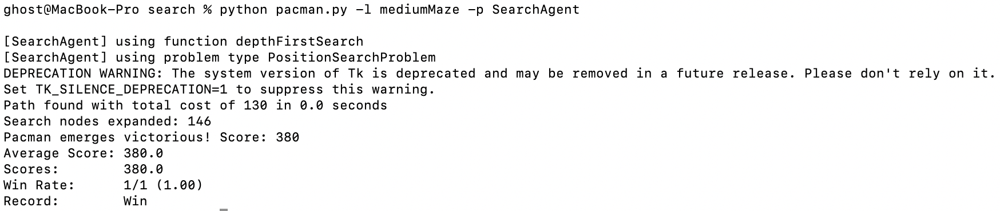 ghost@MacBook-Pro search % python pacman.py -l mediumMaze -p SearchAgent
[SearchAgent] using function depthFirstSearch
[SearchAgent] using problem type PositionSearchProblem
DEPRECATION WARNING: The system version of Tk is deprecated and may be removed in a future release. Please don't rely on it.
Set TK_SILENCE_DEPRECATION=1 to suppress this warning.
Path found with total cost of 130 in 0.0 seconds
Search nodes expanded: 146
Pacman emerges victorious! Score: 380
Average Score: 380.0
Scores:        380.0
Win Rate:      1/1 (1.00)
Record:        Win